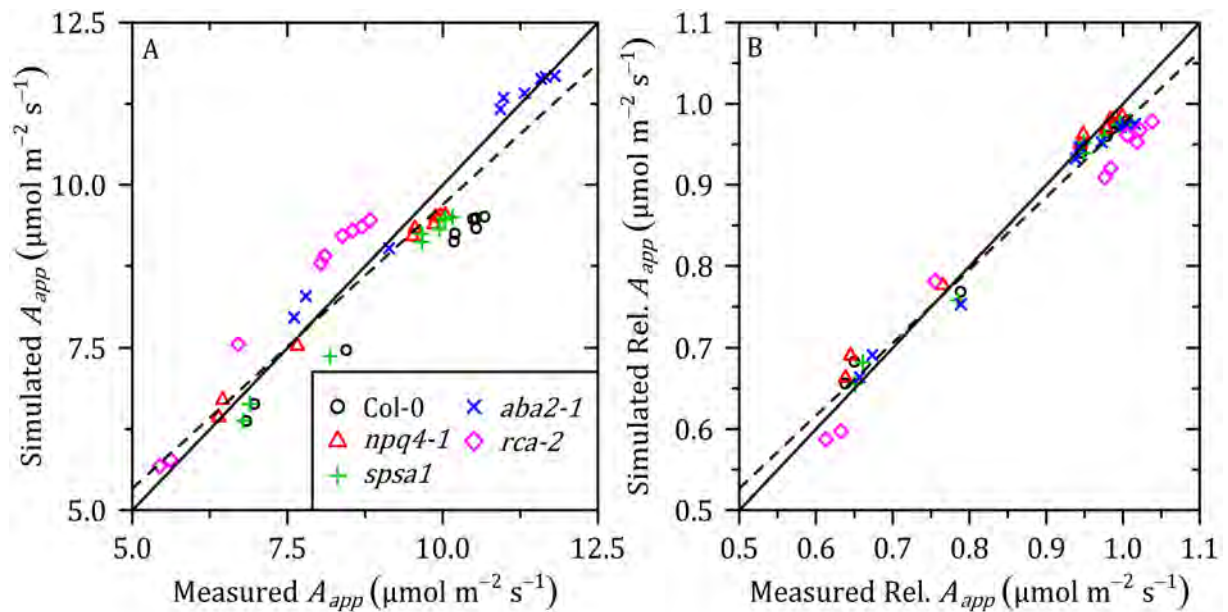 A
12.5
10.0
7.5
5.0
Simulated A_app (μmol m⁻² s⁻¹)
5.0 7.5 10.0 12.5
Measured A_app (μmol m⁻² s⁻¹)
Col-0
npq4-1
spsa1
aba2-1
rca-2
B
1.1
1.0
0.9
0.8
0.7
0.6
0.5
Simulated Rel. A_app (μmol m⁻² s⁻¹)
0.5 0.6 0.7 0.8 0.9 1.0 1.1
Measured Rel. A_app (μmol m⁻² s⁻¹)